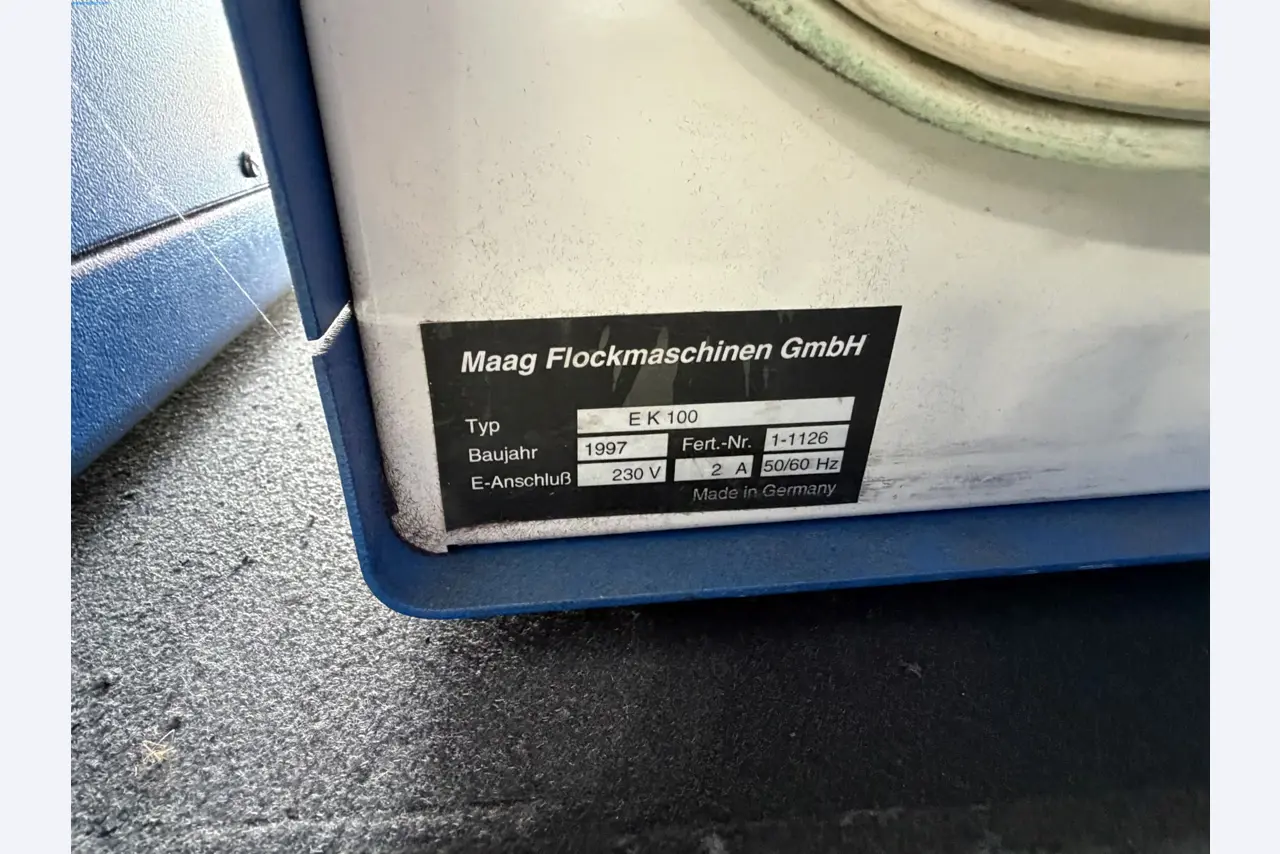 Maag Flockmaschinen GmbH
Typ E K 100
Baujahr 1997 Fert.-Nr. 1-1126
E-Anschluß 230 V 2 A 50/60 Hz
Made in Germany